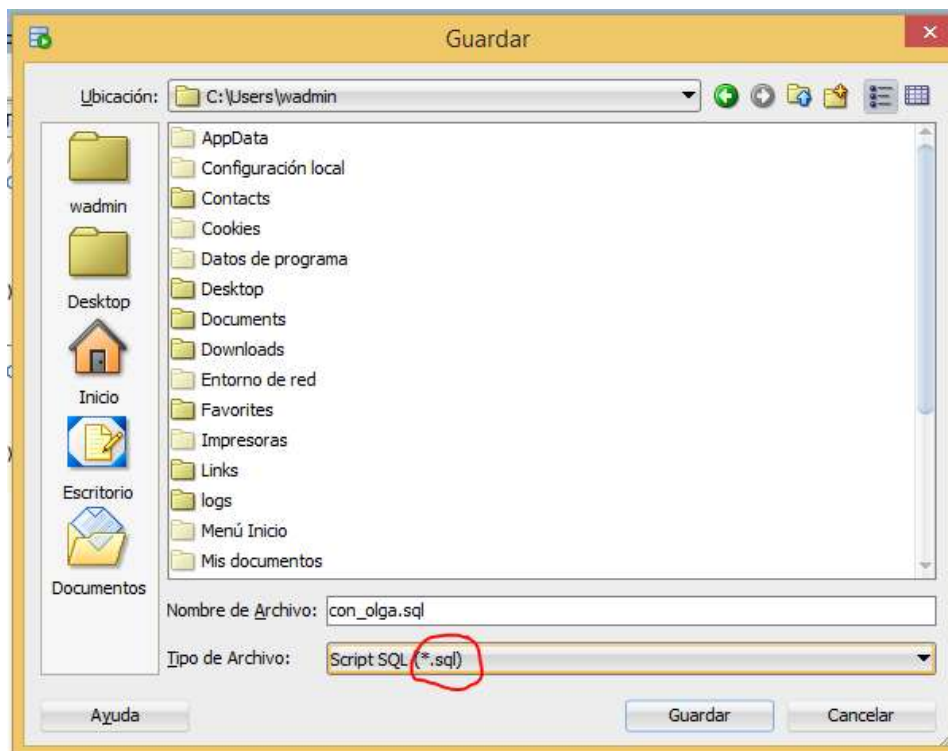 Guardar
Ubicación: C:\Users\wadmin
wadmin
Desktop
Inicio
Escritorio
Documentos
AppData
Configuración local
Contacts
Cookies
Datos de programa
Desktop
Documents
Downloads
Entorno de red
Favorites
Impresoras
Links
logs
Menú Inicio
Mis documentos
Nombre de Archivo: con_olga.sql
Tipo de Archivo: Script SQL (*.sql)
Ayuda Guardar Cancelar